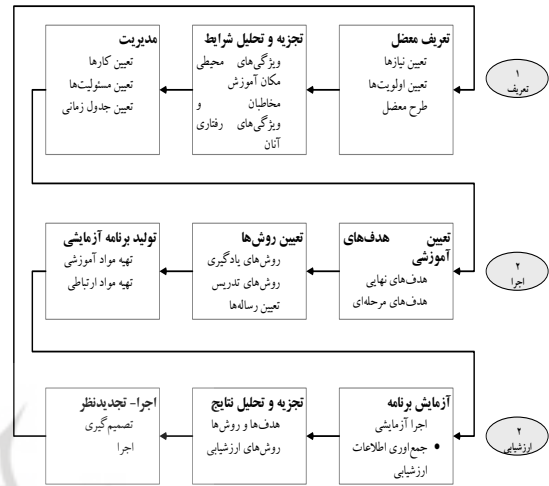 ۱
تعریف
تعریف معضل
تعیین نیازها
تعیین اولویت‌ها
طرح معضل
تجزیه و تحلیل شرایط
ویژگی‌های محیطی
مکان آموزش
مخاطبان و
ویژگی‌های رفتاری
آنان
مدیریت
تعیین کارها
تعیین مسئولیت‌ها
تعیین جدول زمانی
۲
اجرا
تعیین هدف‌های
آموزشی
هدف‌های نهایی
هدف‌های مرحله‌ای
تعیین روش‌ها
روش‌های یادگیری
روش‌های تدریس
تعیین رساله‌ها
تولید برنامه آزمایشی
تهیه مواد آموزشی
تهیه مواد ارتباطی
۲
ارزشیابی
آزمایش برنامه
اجرا آزمایشی
• جمع‌اوری اطلاعات
ارزشیابی
تجزیه و تحلیل نتایج
هدف‌ها و روش‌ها
روش‌های ارزشیابی
اجرا- تجدیدنظر
تصمیم‌گیری
اجرا